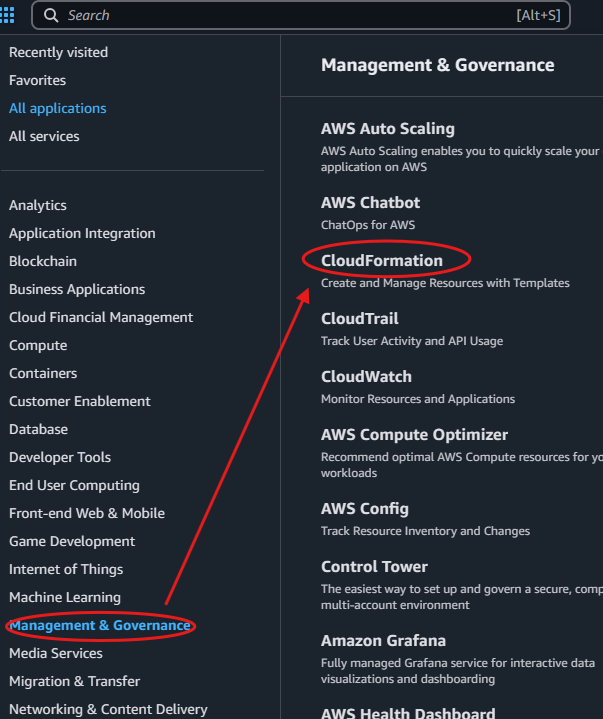 Search [Alt+S]
Recently visited
Favorites
All applications
All services
Analytics
Application Integration
Blockchain
Business Applications
Cloud Financial Management
Compute
Containers
Customer Enablement
Database
Developer Tools
End User Computing
Front-end Web & Mobile
Game Development
Internet of Things
Machine Learning
Management & Governance
Media Services
Migration & Transfer
Networking & Content Delivery
Management & Governance
AWS Auto Scaling
AWS Auto Scaling enables you to quickly scale your
application on AWS
AWS Chatbot
ChatOps for AWS
CloudFormation
Create and Manage Resources with Templates
CloudTrail
Track User Activity and API Usage
CloudWatch
Monitor Resources and Applications
AWS Compute Optimizer
Recommend optimal AWS Compute resources for yo
workloads
AWS Config
Track Resource Inventory and Changes
Control Tower
The easiest way to set up and govern a secure, comp
multi-account environment
Amazon Grafana
Fully managed Grafana service for interactive data
visualizations and dashboarding
AWS Health Dashboard